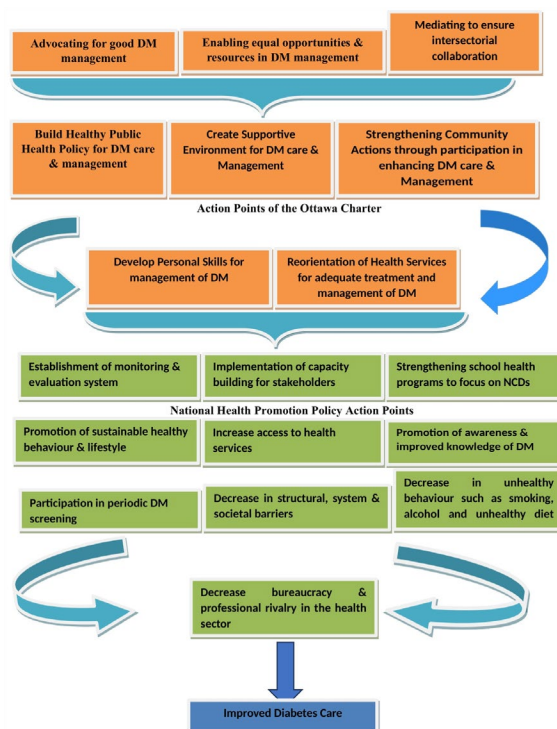 Advocating for good DM
management
Enabling equal opportunities &
resources in DM management
Mediating to ensure
intersectorial
collaboration
Build Healthy Public
Health Policy for DM care
& management
Create Supportive
Environment for DM care &
Management
Strengthening Community
Actions through participation in
enhancing DM care &
Management
Action Points of the Ottawa Charter
Develop Personal Skills for
management of DM
Reorientation of Health Services
for adequate treatment and
management of DM
Establishment of monitoring &
evaluation system
Implementation of capacity
building for stakeholders
Strengthening school health
programs to focus on NCDs
National Health Promotion Policy Action Points
Promotion of sustainable healthy
behaviour & lifestyle
Increase access to health
services
Promotion of awareness &
improved knowledge of DM
Participation in periodic DM
screening
Decrease in structural, system &
societal barriers
Decrease in unhealthy
behaviour such as smoking,
alcohol and unhealthy diet
Decrease bureaucracy &
professional rivalry in the health
sector
Improved Diabetes Care